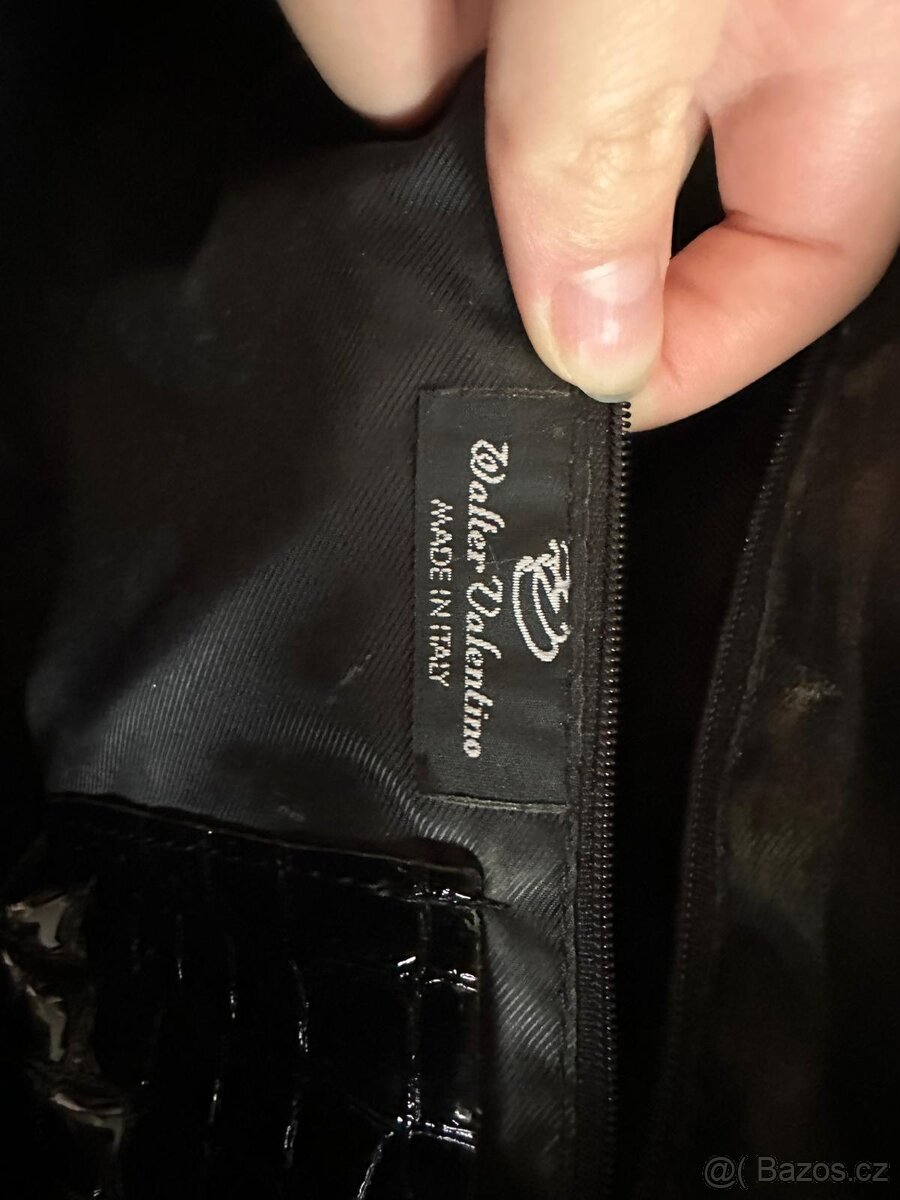 Walter Valentino
MADE IN ITALY
@( Bazos.cz